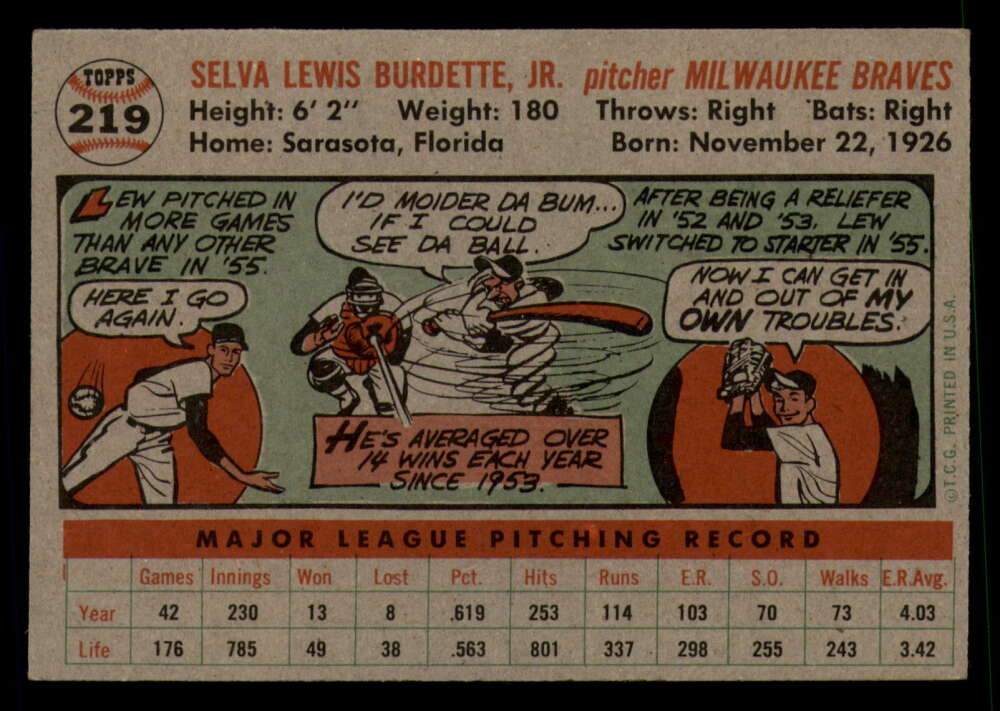 TOPPS
219
SELVA LEWIS BURDETTE, JR. pitcher MILWAUKEE BRAVES
Height: 6' 2" Weight: 180 Throws: Right Bats: Right
Home: Sarasota, Florida Born: November 22, 1926
LEW PITCHED IN
MORE GAMES
THAN ANY OTHER
BRAVE IN '55.
HERE I GO
AGAIN.
I'D MOIDER DA BUM...
IF I COULD
SEE DA BALL.
HE'S AVERAGED OVER
14 WINS EACH YEAR
SINCE 1953.
AFTER BEING A RELIEFER
IN '52 AND '53, LEW
SWITCHED TO STARTER IN '55.
NOW I CAN GET IN
AND OUT OF MY
OWN TROUBLES.
© T.C.G. PRINTED IN U.S.A.
MAJOR LEAGUE PITCHING RECORD
Games Innings Won Lost Pct. Hits Runs E.R. S.O. Walks E.R.Avg.
Year 42 230 13 8 .619 253 114 103 70 73 4.03
Life 176 785 49 38 .563 801 337 298 255 243 3.42